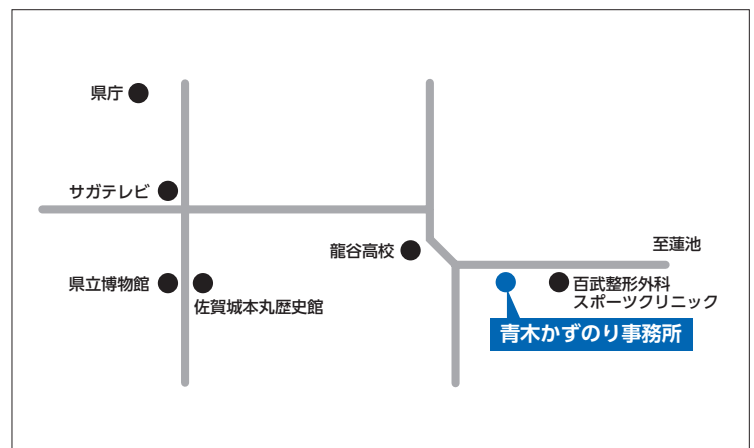 県庁
サガテレビ
龍谷高校
至蓮池
県立博物館
佐賀城本丸歴史館
百武整形外科
スポーツクリニック
青木かずのり事務所